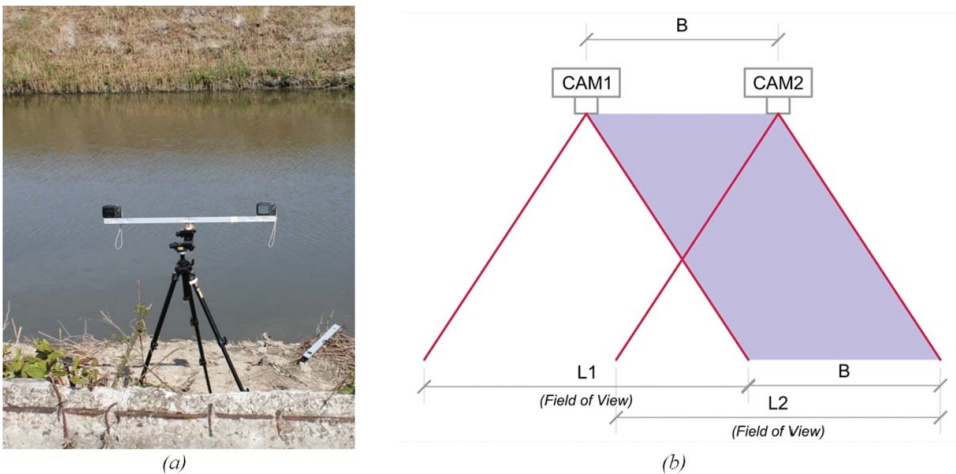 B
CAM1
CAM2
L1
(Field of View)
B
L2
(Field of View)
(a)
(b)